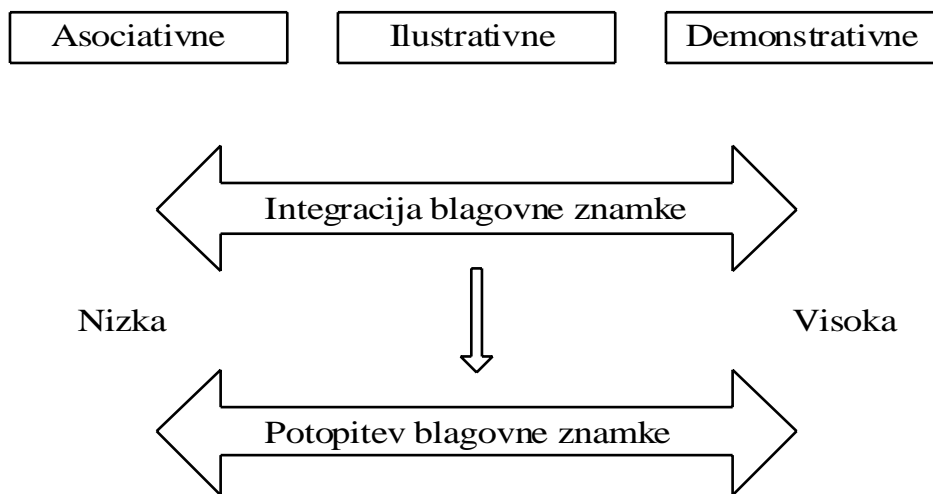 Asociativne
Ilustrativne
Demonstrativne
Integracija blagovne znamke
Nizka
Visoka
Potopitev blagovne znamke